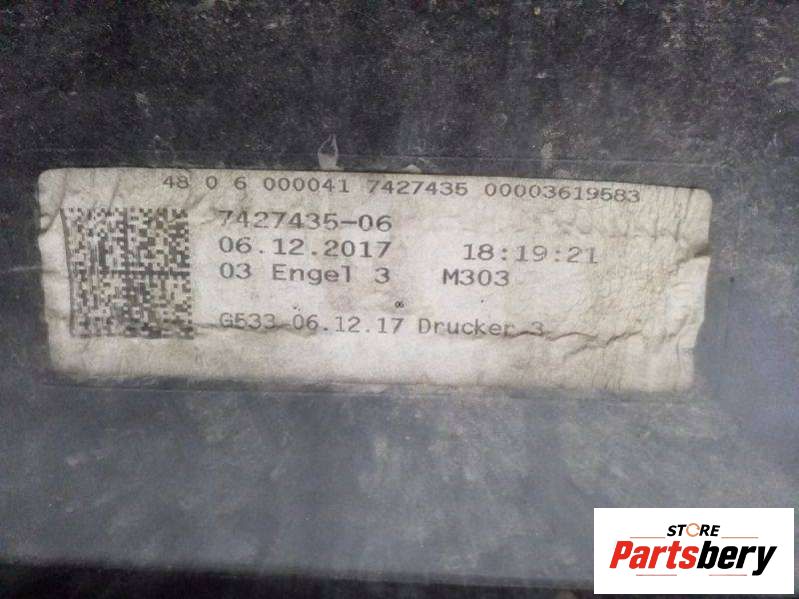 48 0 6 000041 7427435 00003619583
7427435-06
06.12.2017 18:19:21
03 Engel 3 M303
06
G533 06.12.17 Drucker 3
STORE
Partsbery